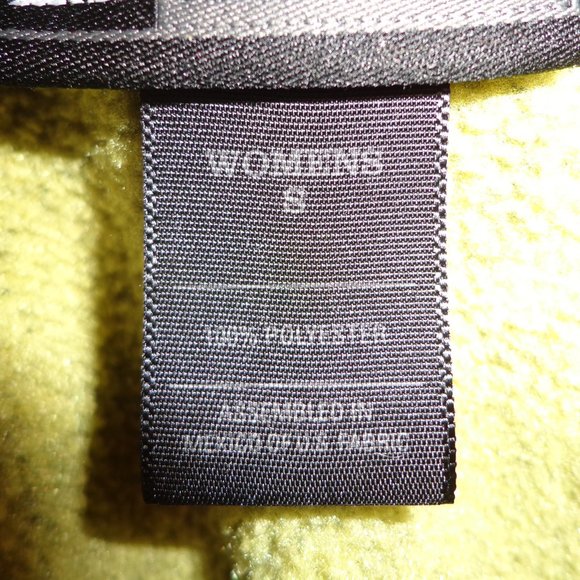 WOMENS
S
100% POLYESTER
ASSEMBLED IN
MEXICO OF U.S. FABRIC